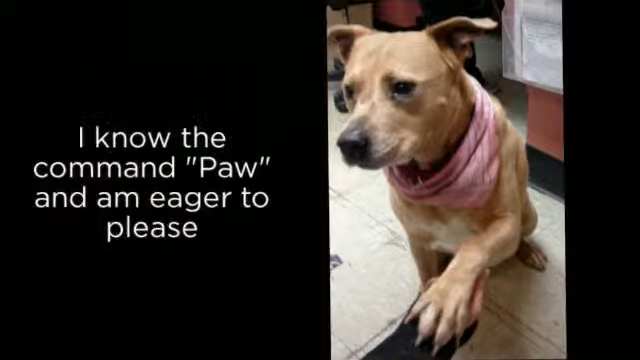 I know the
command "Paw"
and am eager to
please